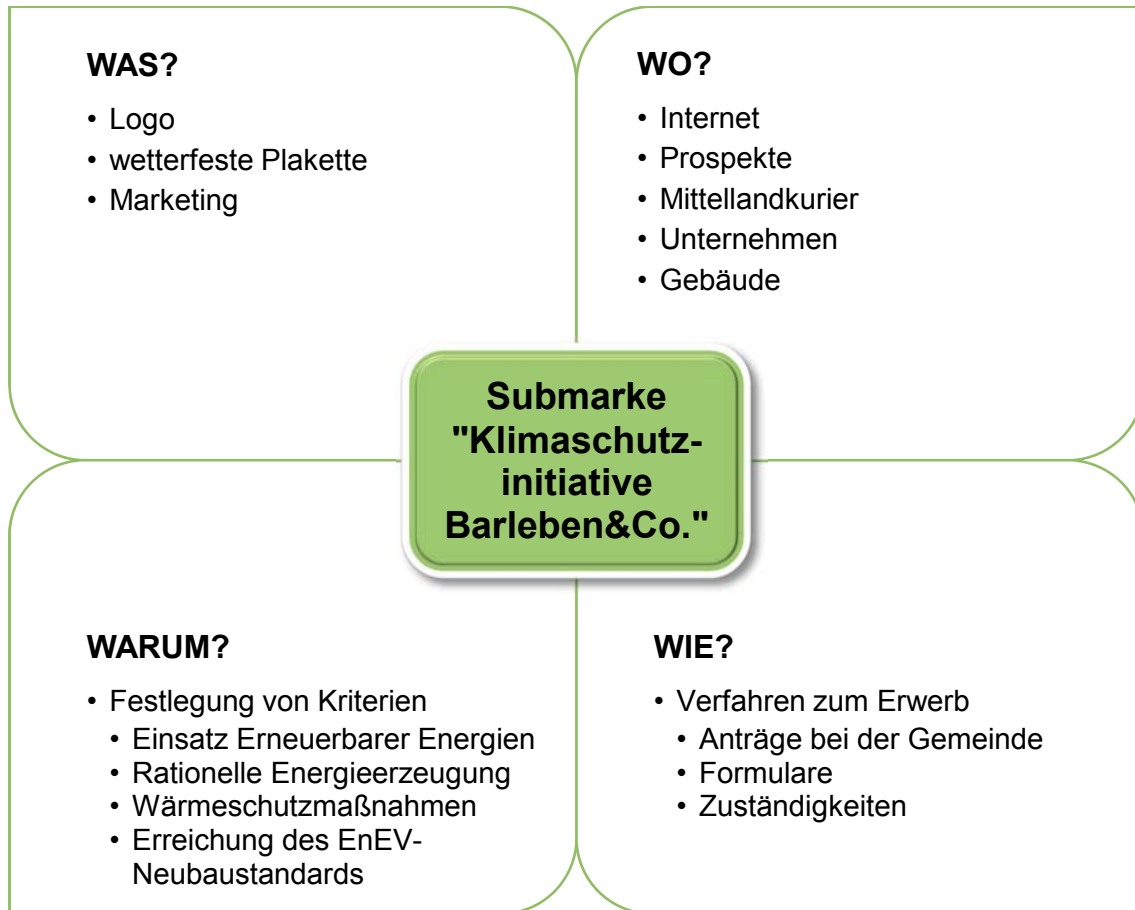 WAS?
• Logo
• wetterfeste Plakette
• Marketing
WO?
• Internet
• Prospekte
• Mittellandkurier
• Unternehmen
• Gebäude
Submarke
"Klimaschutz-
initiative
Barleben&Co."
WARUM?
• Festlegung von Kriterien
• Einsatz Erneuerbarer Energien
• Rationelle Energieerzeugung
• Wärmeschutzmaßnahmen
• Erreichung des EnEV-
Neubaustandards
WIE?
• Verfahren zum Erwerb
• Anträge bei der Gemeinde
• Formulare
• Zuständigkeiten